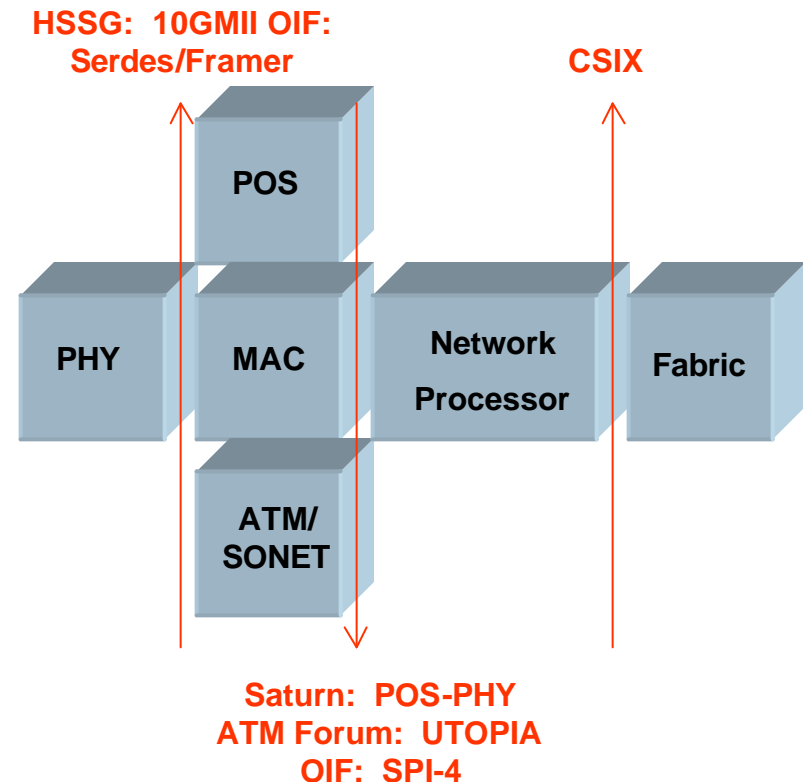 HSSG: 10GMII OIF:
Serdes/Framer
CSIX
POS
PHY
MAC
Network
Processor
Fabric
ATM/
SONET
Saturn: POS-PHY
ATM Forum: UTOPIA
OIF: SPI-4